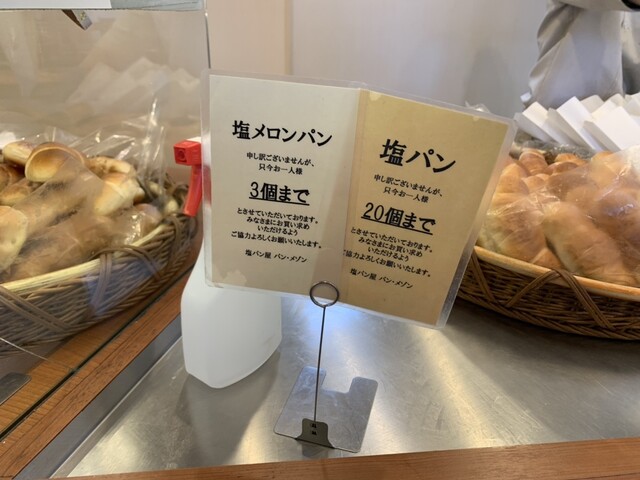 塩メロンパン
申し訳ございませんが、
只今お一人様
3個まで
とさせていただいております。
みなさまにお買い求め
いただけるよう
ご協力よろしくお願いいたします。
塩パン屋 パン・メゾン
塩パン
申し訳ございませんが、
只今お一人様
20個まで
とさせていただいております。
みなさまにお買い求め
いただけるよう
ご協力よろしくお願いいたします。
塩パン屋 パン・メゾン